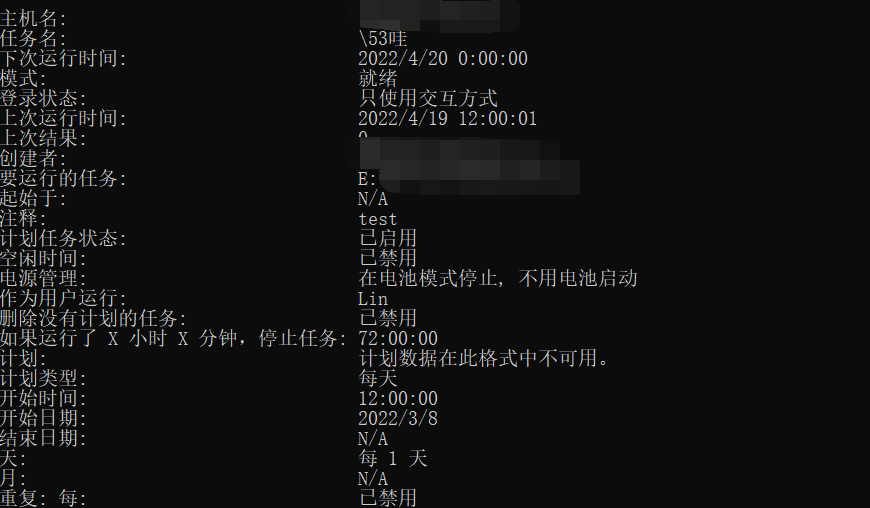 主机名:
任务名: \53哇
下次运行时间: 2022/4/20 0:00:00
模式: 就绪
登录状态: 只使用交互方式
上次运行时间: 2022/4/19 12:00:01
上次结果: 0
创建者:
要运行的任务: E:
起始于: N/A
注释: test
计划任务状态: 已启用
空闲时间: 已禁用
电源管理: 在电池模式停止, 不用电池启动
作为用户运行: Lin
删除没有计划的任务: 已禁用
如果运行了 X 小时 X 分钟，停止任务: 72:00:00
计划: 计划数据在此格式中不可用。
计划类型: 每天
开始时间: 12:00:00
开始日期: 2022/3/8
结束日期: N/A
天: 每 1 天
月: N/A
重复: 每: 已禁用